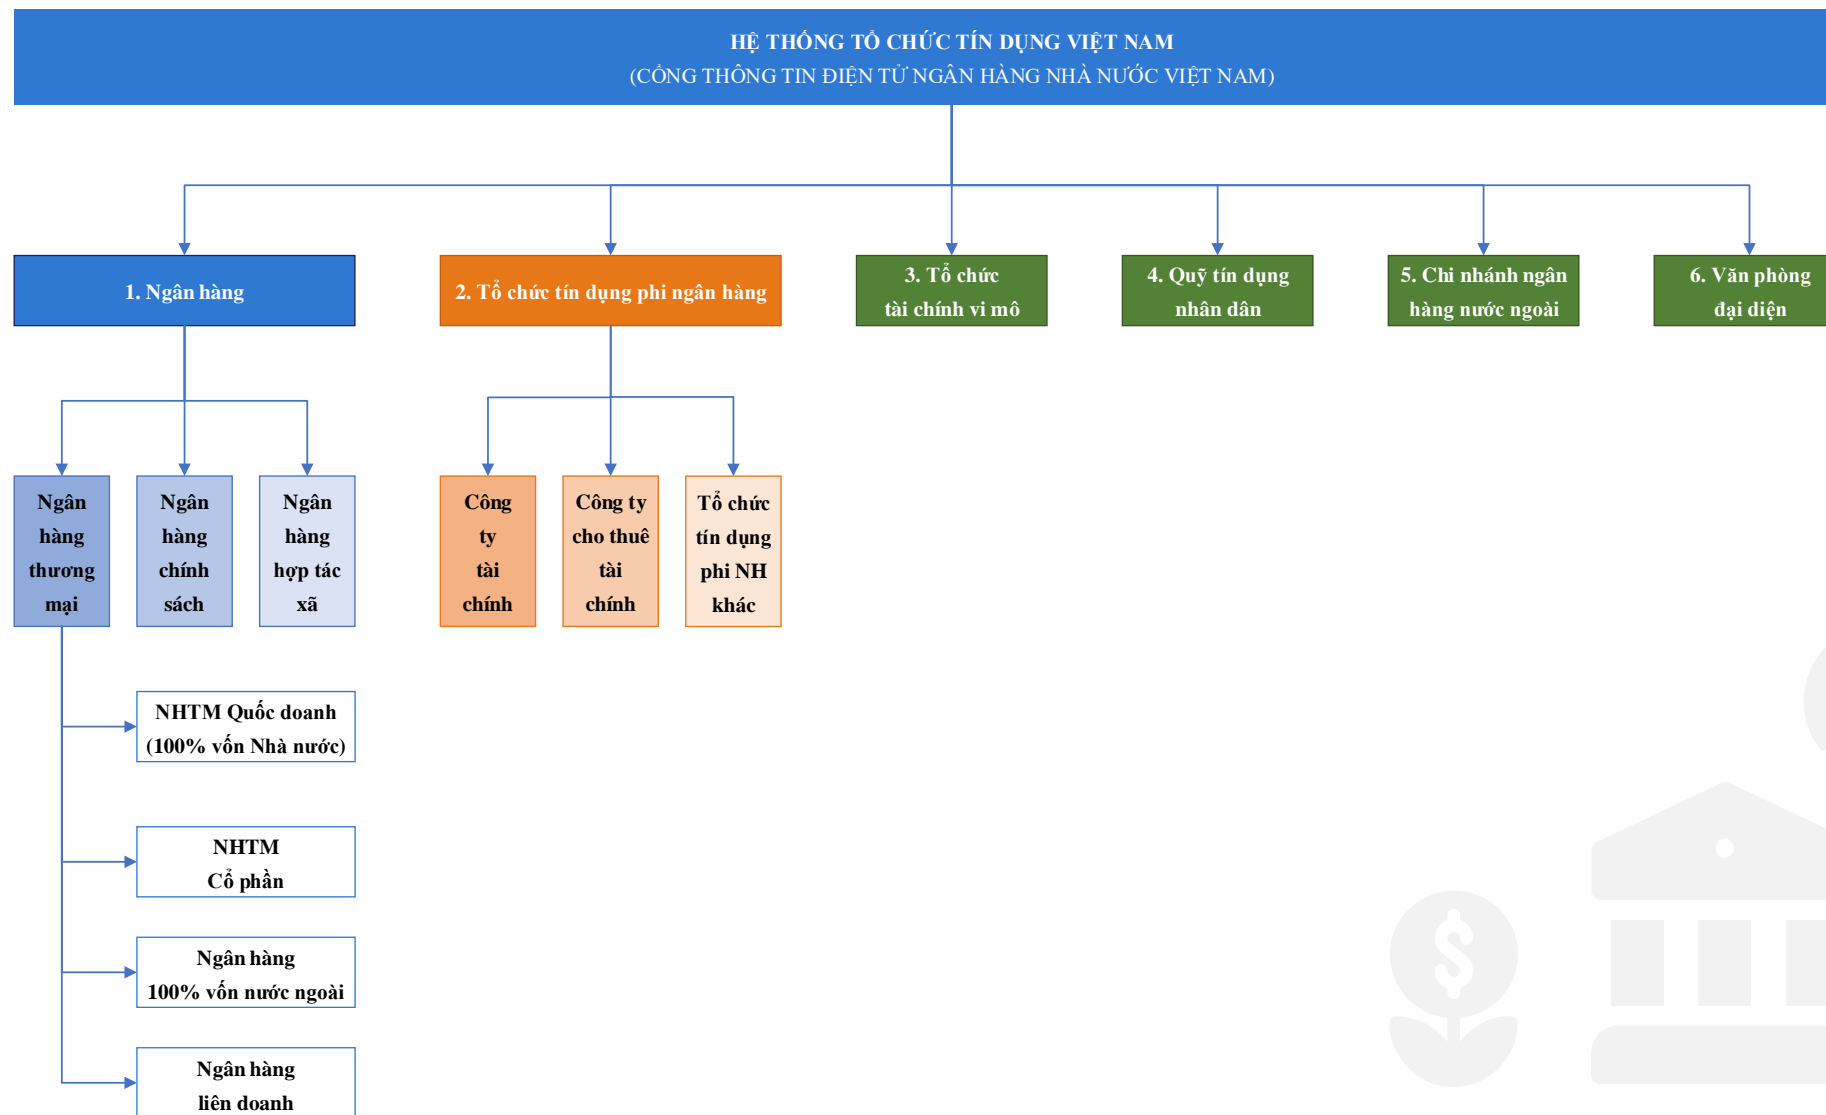 HỆ THỐNG TỔ CHỨC TÍN DỤNG VIỆT NAM
(CỔNG THÔNG TIN ĐIỆN TỬ NGÂN HÀNG NHÀ NƯỚC VIỆT NAM)
1. Ngân hàng
2. Tổ chức tín dụng phi ngân hàng
3. Tổ chức
tài chính vi mô
4. Quỹ tín dụng
nhân dân
5. Chi nhánh ngân
hàng nước ngoài
6. Văn phòng
đại diện
Ngân
hàng
thương
mại
Ngân
hàng
chính
sách
Ngân
hàng
hợp tác
xã
Công
ty
tài
chính
Công ty
cho thuê
tài
chính
Tổ chức
tín dụng
phi NH
khác
NHTM Quốc doanh
(100% vốn Nhà nước)
NHTM
Cổ phần
Ngân hàng
100% vốn nước ngoài
Ngân hàng
liên doanh